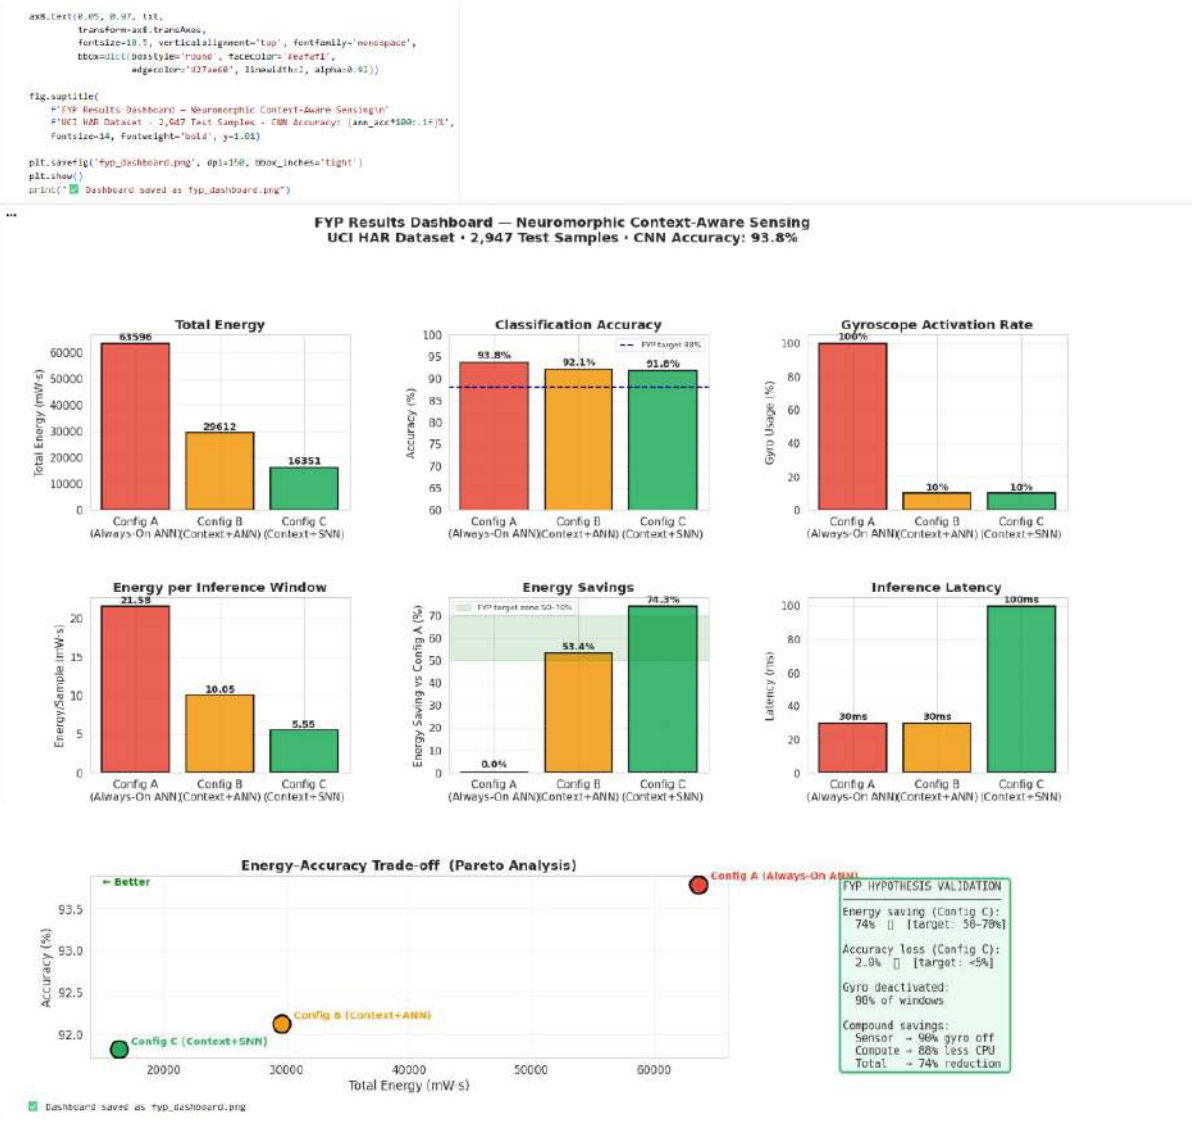 ax8.text(0.05, 0.97, txt,
transform=ax8.transAxes,
fontsize=10.5, verticalalignment='top', fontfamily='monospace',
bbox=dict(boxstyle='round', facecolor='#eafaf1',
edgecolor='#27ae60', linewidth=2, alpha=0.9))
fig.suptitle(
f'FYP Results Dashboard — Neuromorphic Context-Aware Sensing\n'
f'UCI HAR Dataset · 2,947 Test Samples · CNN Accuracy: {ann_acc*100:.1f}%',
fontsize=14, fontweight='bold', y=1.01)
plt.savefig('fyp_dashboard.png', dpi=150, bbox_inches='tight')
plt.show()
print("✅ Dashboard saved as fyp_dashboard.png")
...
FYP Results Dashboard — Neuromorphic Context-Aware Sensing
UCI HAR Dataset · 2,947 Test Samples · CNN Accuracy: 93.8%
Total Energy
63596
29612
16351
60000
50000
40000
30000
20000
10000
0
Total Energy (mW·s)
Config A
(Always-On ANN)
Config B
(Context+ANN)
Config C
(Context+SNN)
Classification Accuracy
FYP target 88%
93.8%
92.1%
91.8%
100
95
90
85
80
75
70
65
60
Accuracy (%)
Config A
(Always-On ANN)
Config B
(Context+ANN)
Config C
(Context+SNN)
Gyroscope Activation Rate
100%
10%
10%
100
80
60
40
20
0
Gyro Usage (%)
Config A
(Always-On ANN)
Config B
(Context+ANN)
Config C
(Context+SNN)
Energy per Inference Window
21.58
10.05
5.55
20
15
10
5
0
Energy/Sample (mW·s)
Config A
(Always-On ANN)
Config B
(Context+ANN)
Config C
(Context+SNN)
Energy Savings
FYP target zone 50–70%
0.0%
53.4%
74.3%
70
60
50
40
30
20
10
0
Energy Saving vs Config A (%)
Config A
(Always-On ANN)
Config B
(Context+ANN)
Config C
(Context+SNN)
Inference Latency
30ms
30ms
100ms
100
80
60
40
20
0
Latency (ms)
Config A
(Always-On ANN)
Config B
(Context+ANN)
Config C
(Context+SNN)
Energy–Accuracy Trade-off (Pareto Analysis)
← Better
Config A (Always-On ANN)
Config B (Context+ANN)
Config C (Context+SNN)
93.5
93.0
92.5
92.0
Accuracy (%)
20000
30000
40000
50000
60000
Total Energy (mW·s)
FYP HYPOTHESIS VALIDATION
Energy saving (Config C):
74% ▯ [target: 50–70%]
Accuracy loss (Config C):
2.0% ▯ [target: <5%]
Gyro deactivated:
90% of windows
Compound savings:
Sensor → 90% gyro off
Compute → 88% less CPU
Total → 74% reduction
✅ Dashboard saved as fyp_dashboard.png